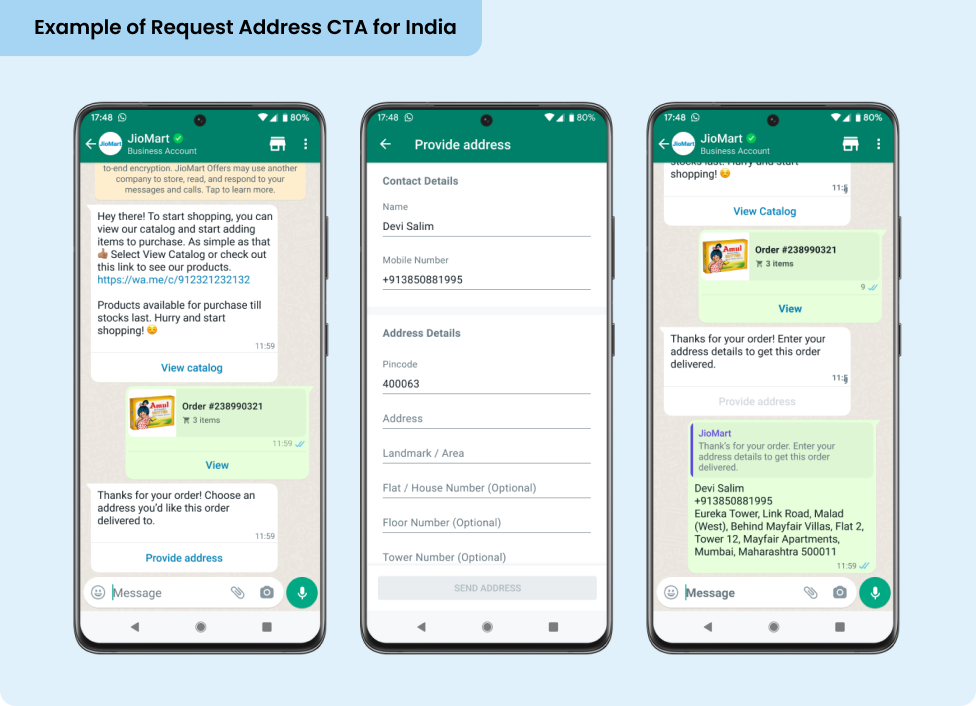 Example of Request Address CTA for India
17:48
80%
JioMart
JioMart
Business Account
to-end encryption. JioMart Offers may use another
company to store, read, and respond to your
messages and calls. Tap to learn more.
Hey there! To start shopping, you can
view our catalog and start adding
items to purchase. As simple as that
👍🏽 Select View Catalog or check out
this link to see our products.
https://wa.me/c/912321232132
Products available for purchase till
stocks last. Hurry and start
shopping! 😉
11:59
View catalog
Amul
Order #238990321
3 items
11:59
View
Thanks for your order! Choose an
address you'd like this order
delivered to.
11:59
Provide address
Message
17:48
80%
Provide address
Contact Details
Name
Devi Salim
Mobile Number
+913850881995
Address Details
Pincode
400063
Address
Landmark / Area
Flat / House Number (Optional)
Floor Number (Optional)
Tower Number (Optional)
SEND ADDRESS
17:48
80%
JioMart
JioMart
Business Account
stocks last. Hurry and start
shopping! 😉
View Catalog
Amul
Order #238990321
3 items
9
View
Thanks for your order! Enter your
address details to get this order
delivered.
Provide address
JioMart
Thank's for your order. Enter your
address details to get this order
delivered.
Devi Salim
+913850881995
Eureka Tower, Link Road, Malad
(West), Behind Mayfair Villas, Flat 2,
Tower 12, Mayfair Apartments,
Mumbai, Maharashtra 500011
11:59
Message